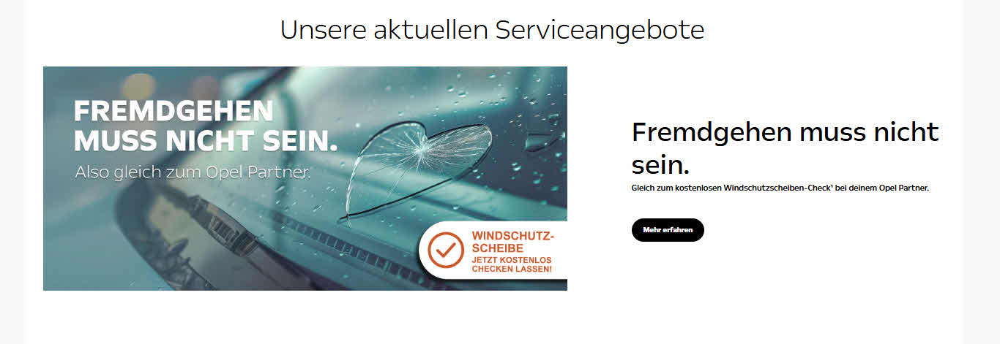 Unsere aktuellen Serviceangebote
FREMDGEHEN
MUSS NICHT SEIN.
Also gleich zum Opel Partner.
WINDSCHUTZ-
SCHEIBE
JETZT KOSTENLOS
CHECKEN LASSEN!
Fremdgehen muss nicht
sein.
Gleich zum kostenlosen Windschutzscheiben-Check¹ bei deinem Opel Partner.
Mehr erfahren